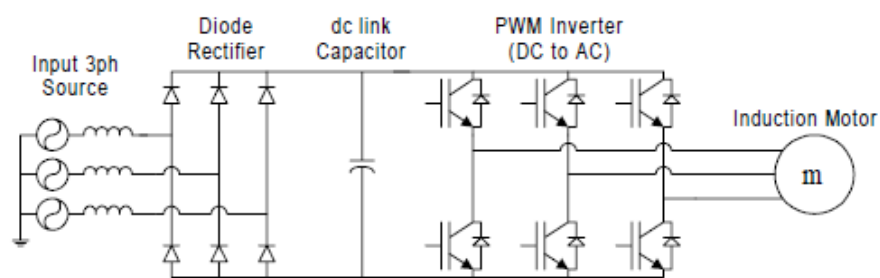 Input 3ph
Source
Diode
Rectifier
dc link
Capacitor
PWM Inverter
(DC to AC)
Induction Motor
m